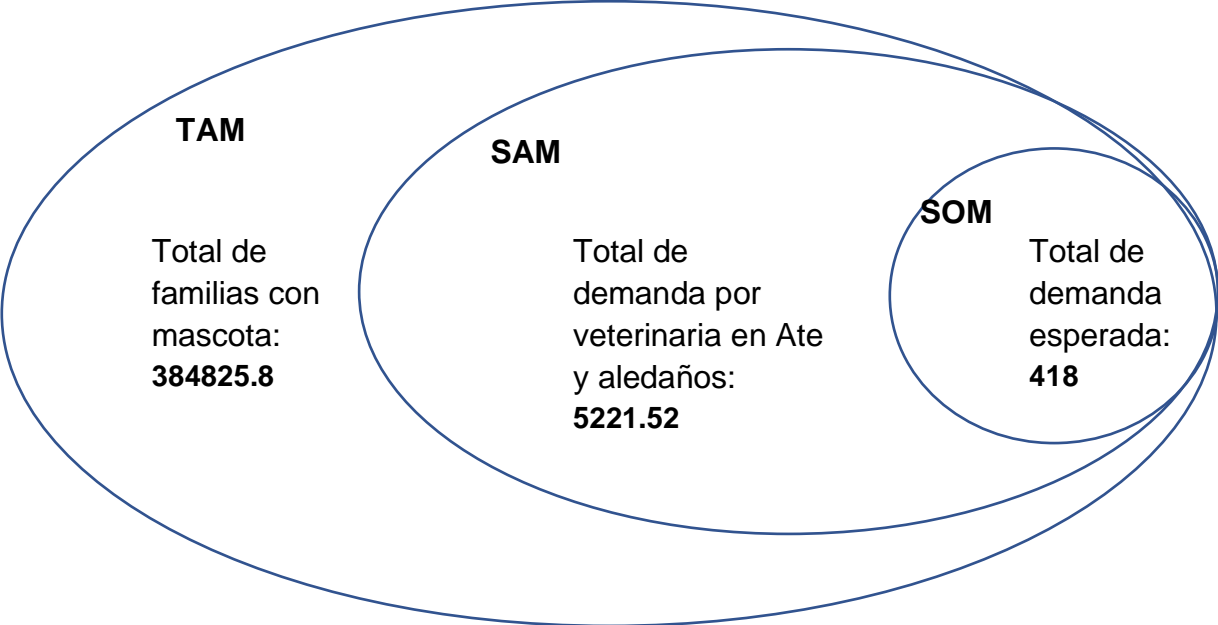 TAM
Total de
familias con
mascota:
384825.8
SAM
Total de
demanda por
veterinaria en Ate
y aledaños:
5221.52
SOM
Total de
demanda
esperada:
418